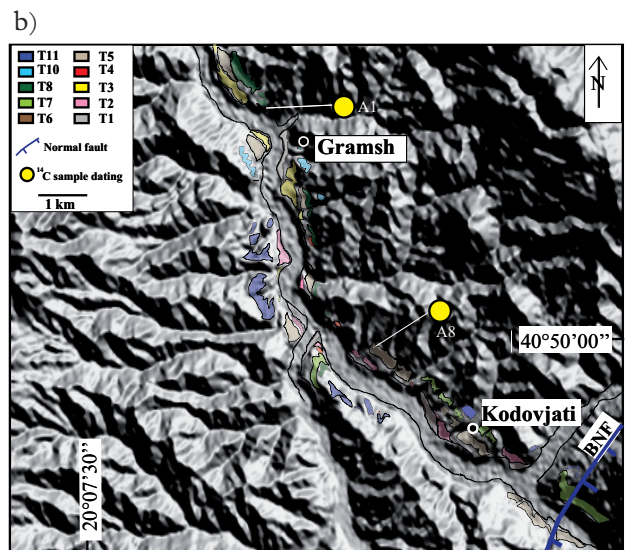 b)
T11 T5
T10 T4
T8 T3
T7 T2
T6 T1
Normal fault
¹⁴C sample dating
1 km
N
A1
Gramsh
A8
40°50'00''
Kodovjati
BNF
20°07'30''